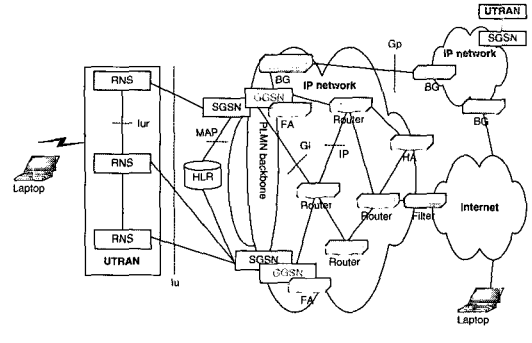 UTRAN
SGSN
Gp
IP network
BG
BG
RNS
BG
IP network
GGSN
SGSN
FA
Router
Iur
MAP
PLMN backbone
Gi
IP
HA
HLR
RNS
Laptop
Router
Router
Filter
Internet
RNS
UTRAN
SGSN
GGSN
Router
FA
Iu
Laptop